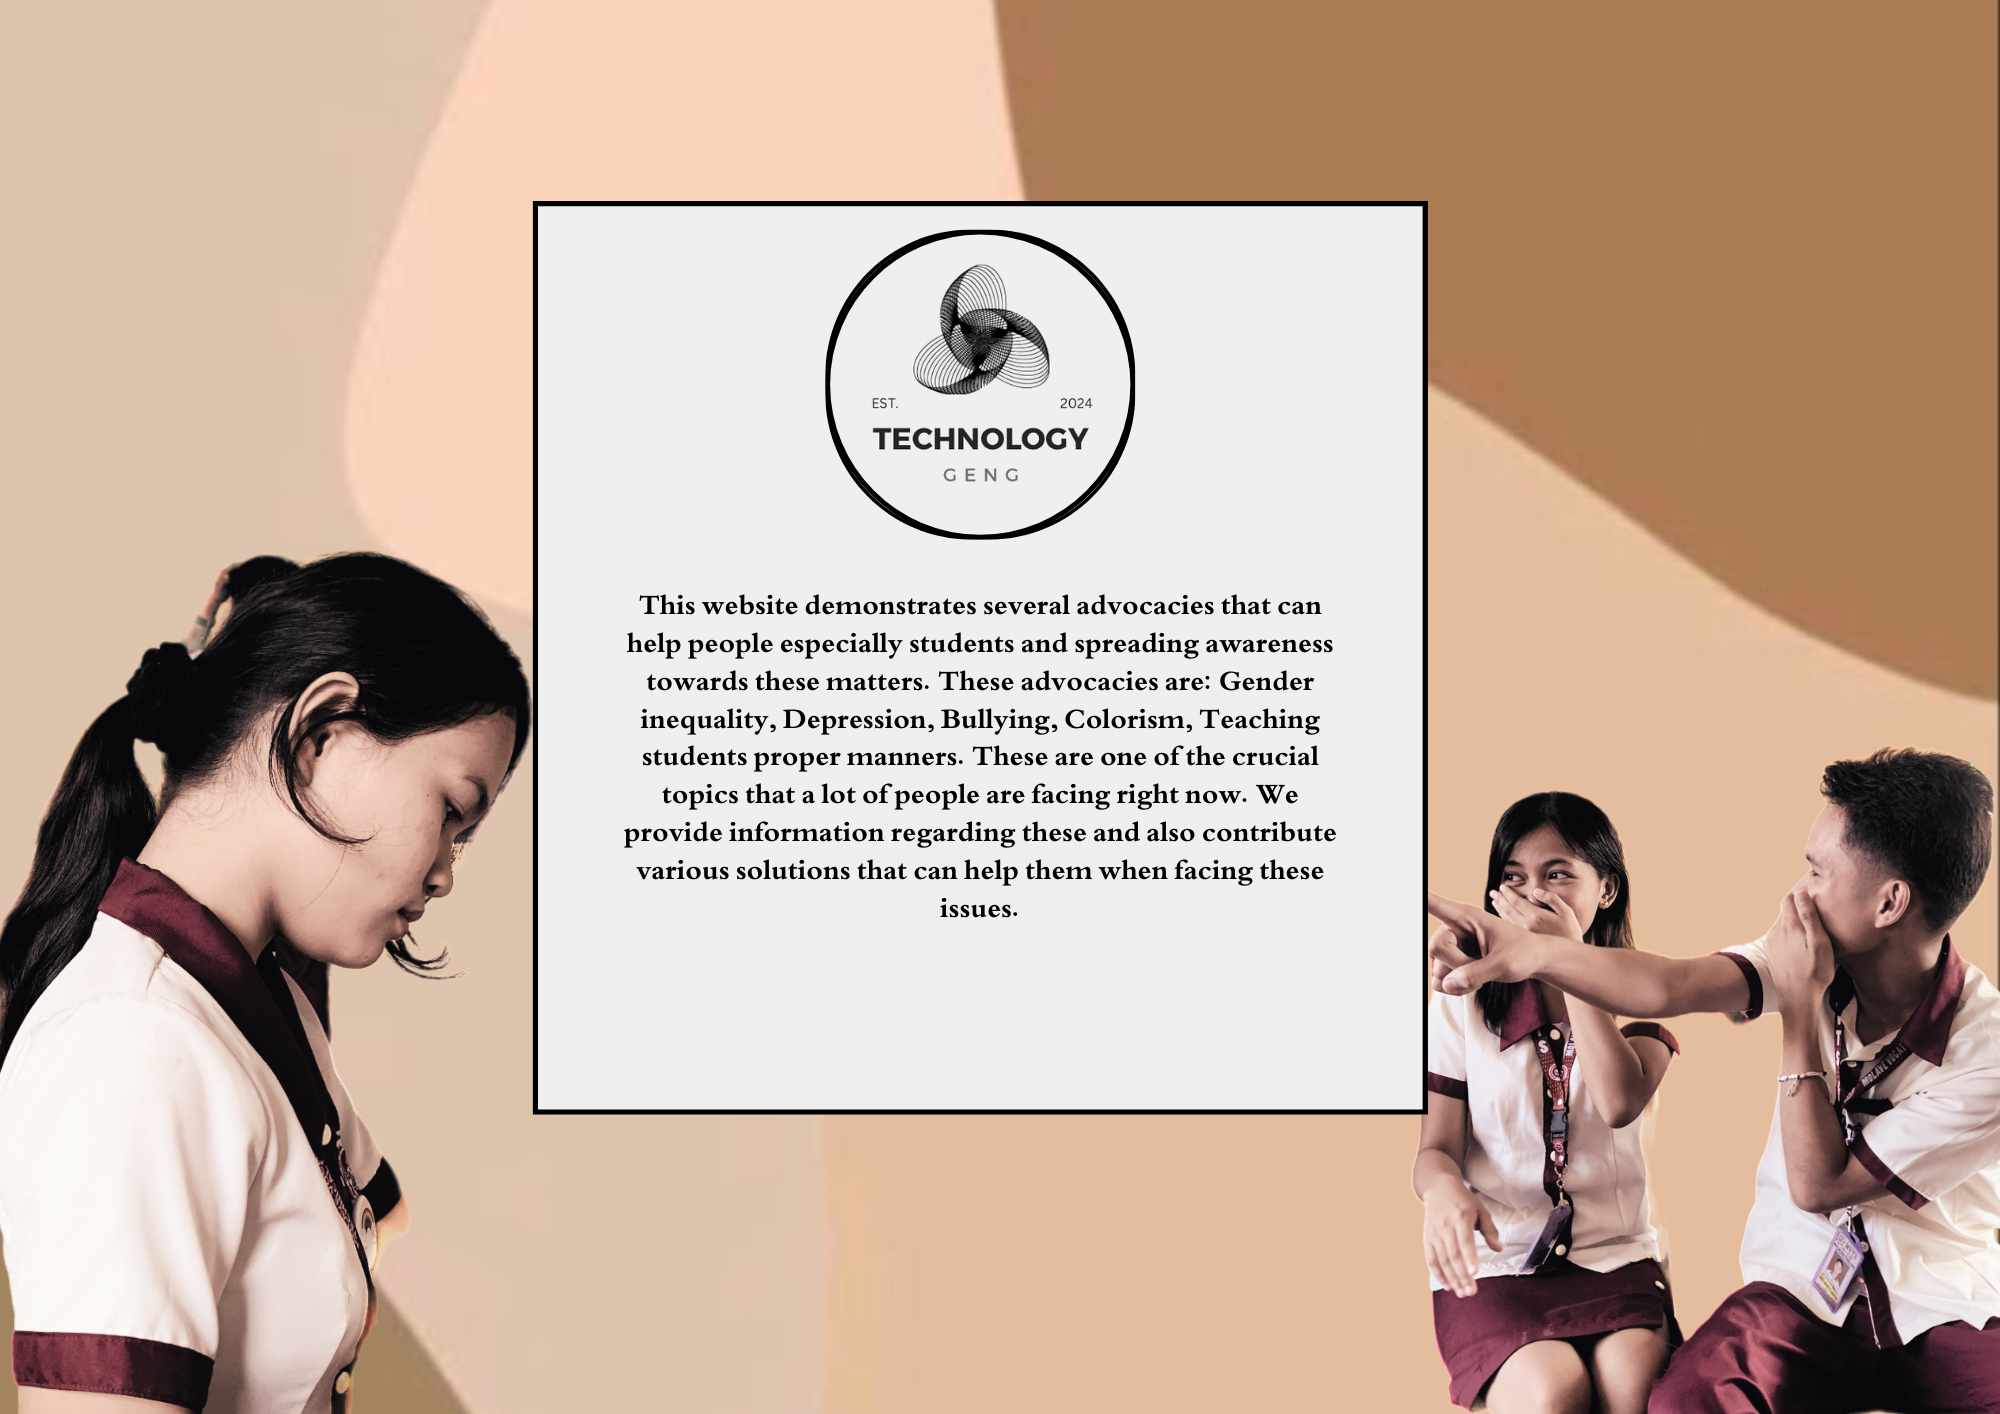 EST. 2024
TECHNOLOGY
GENG
This website demonstrates several advocacies that can
help people especially students and spreading awareness
towards these matters. These advocacies are: Gender
inequality, Depression, Bullying, Colorism, Teaching
students proper manners. These are one of the crucial
topics that a lot of people are facing right now. We
provide information regarding these and also contribute
various solutions that can help them when facing these
issues.
MOLAVE VOCAT